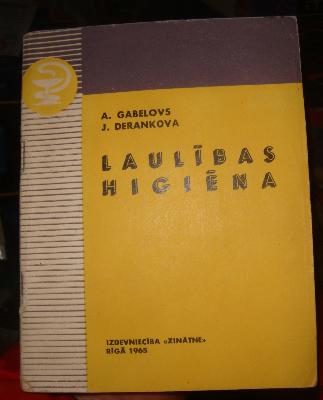 A. GABELOVS
J. DERANKOVA
LAULĪBAS
HIGIĒNA
IZDEVNIECĪBA «ZINĀTNE»
RĪGĀ 1965